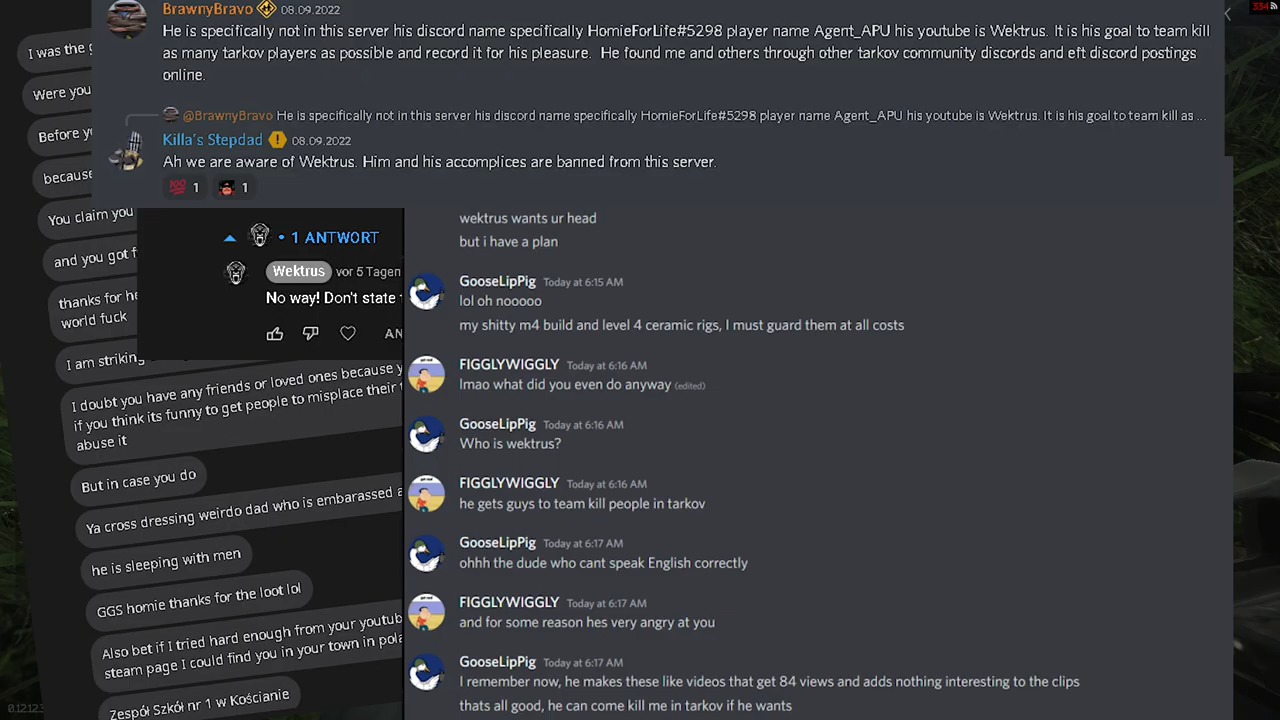 BrawnyBravo 08.09.2022
He is specifically not in this server his discord name specifically HomieForLife#5298 player name Agent_APU his youtube is Wektrus. It is his goal to team kill
as many tarkov players as possible and record it for his pleasure. He found me and others through other tarkov community discords and eft discord postings
online.
@BrawnyBravo He is specifically not in this server his discord name specifically HomieForLife#5298 player name Agent_APU his youtube is Wektrus. It is his goal to team kill as ...
Killa's Stepdad 08.09.2022
Ah we are aware of Wektrus. Him and his accomplices are banned from this server.
💯 1 1
334
I was the
Were you
Before
because
You claim you
and you got
thanks for
world fuck
I am striking
I doubt you have any friends or loved ones because
if you think its funny to get people to misplace their
abuse it
But in case you do
Ya cross dressing weirdo dad who is embarassed
he is sleeping with men
GGS homie thanks for the loot lol
Also bet if I tried hard enough from your
steam page I could find you in your town in
Zespół Szkół nr 1 w Kościanie
• 1 ANTWORT
Wektrus vor 5 Tagen
No way! Don't state
AN
wektrus wants ur head
but i have a plan
GooseLipPig Today at 6:15 AM
lol oh nooooo
my shitty m4 build and level 4 ceramic rigs, I must guard them at all costs
FIGGLYWIGGLY Today at 6:16 AM
lmao what did you even do anyway (edited)
GooseLipPig Today at 6:16 AM
Who is wektrus?
FIGGLYWIGGLY Today at 6:16 AM
he gets guys to team kill people in tarkov
GooseLipPig Today at 6:17 AM
ohhh the dude who cant speak English correctly
FIGGLYWIGGLY Today at 6:17 AM
and for some reason hes very angry at you
GooseLipPig Today at 6:17 AM
I remember now, he makes these like videos that get 84 views and adds nothing interesting to the clips
thats all good, he can come kill me in tarkov if he wants